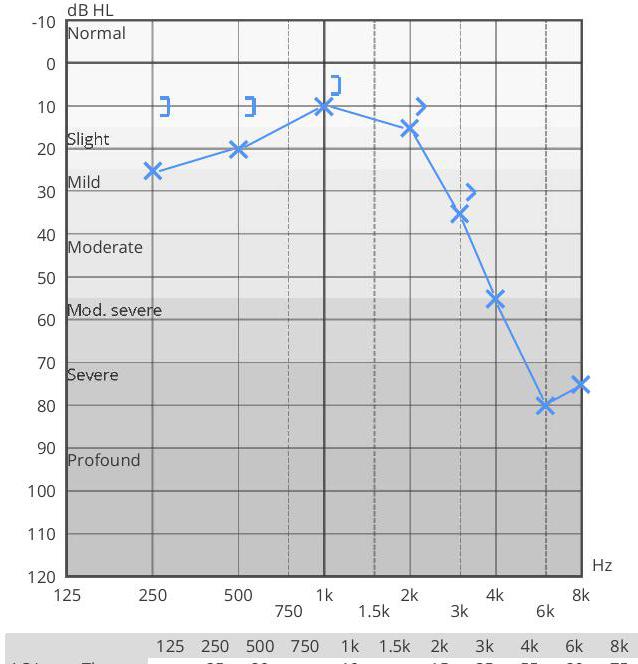 dB HL
-10
Normal
0
10
Slight
20
Mild
30
40
Moderate
50
Mod. severe
60
70
Severe
80
90
Profound
100
110
120
Hz
125 250 500 1k 2k 4k 8k
750 1.5k 3k 6k
125 250 500 750 1k 1.5k 2k 3k 4k 6k 8k